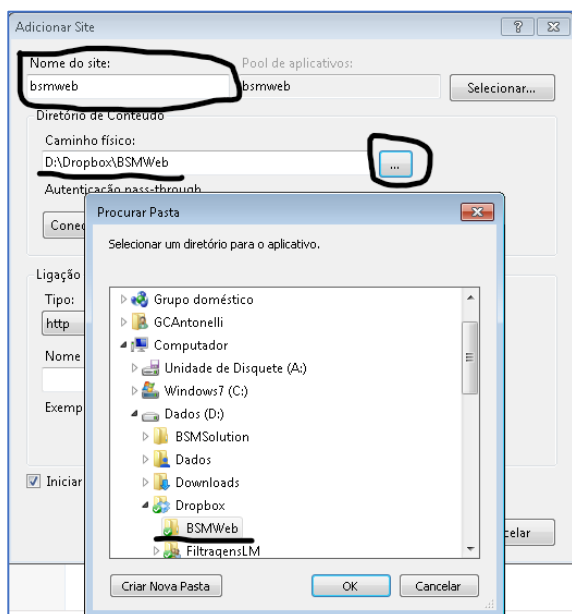 Adicionar Site
Nome do site:
Pool de aplicativos:
bsmweb
bsmweb
Selecionar...
Diretório de Conteúdo
Caminho físico:
D:\Dropbox\BSMWeb
...
Autenticação pass-through
Conec
Procurar Pasta
Selecionar um diretório para o aplicativo.
Ligação
Tipo:
http
Nome
Exemp
Iniciar
Grupo doméstico
GCAntonelli
Computador
Unidade de Disquete (A:)
Windows7 (C:)
Dados (D:)
BSMSolution
Dados
Downloads
Dropbox
BSMWeb
FiltragensLM
Criar Nova Pasta
OK
Cancelar
celar